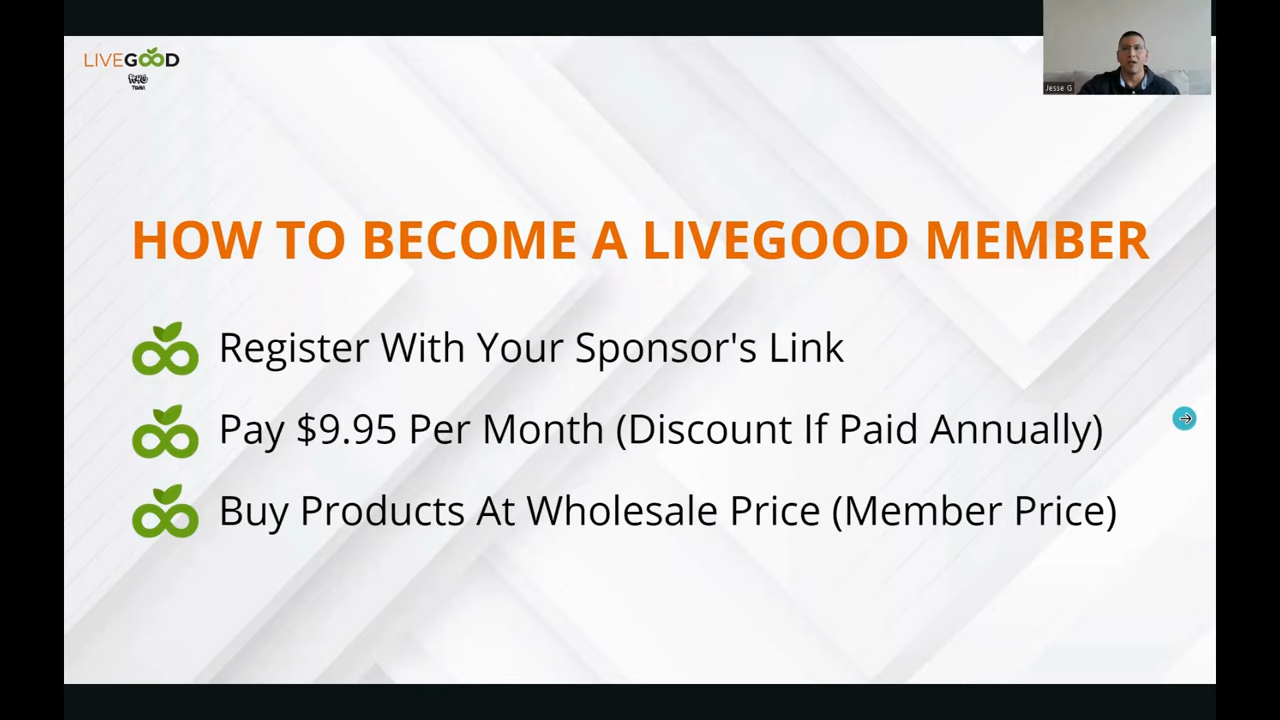 LIVEGOOD
TEAM
Jesse G
HOW TO BECOME A LIVEGOOD MEMBER
Register With Your Sponsor's Link
Pay $9.95 Per Month (Discount If Paid Annually)
Buy Products At Wholesale Price (Member Price)